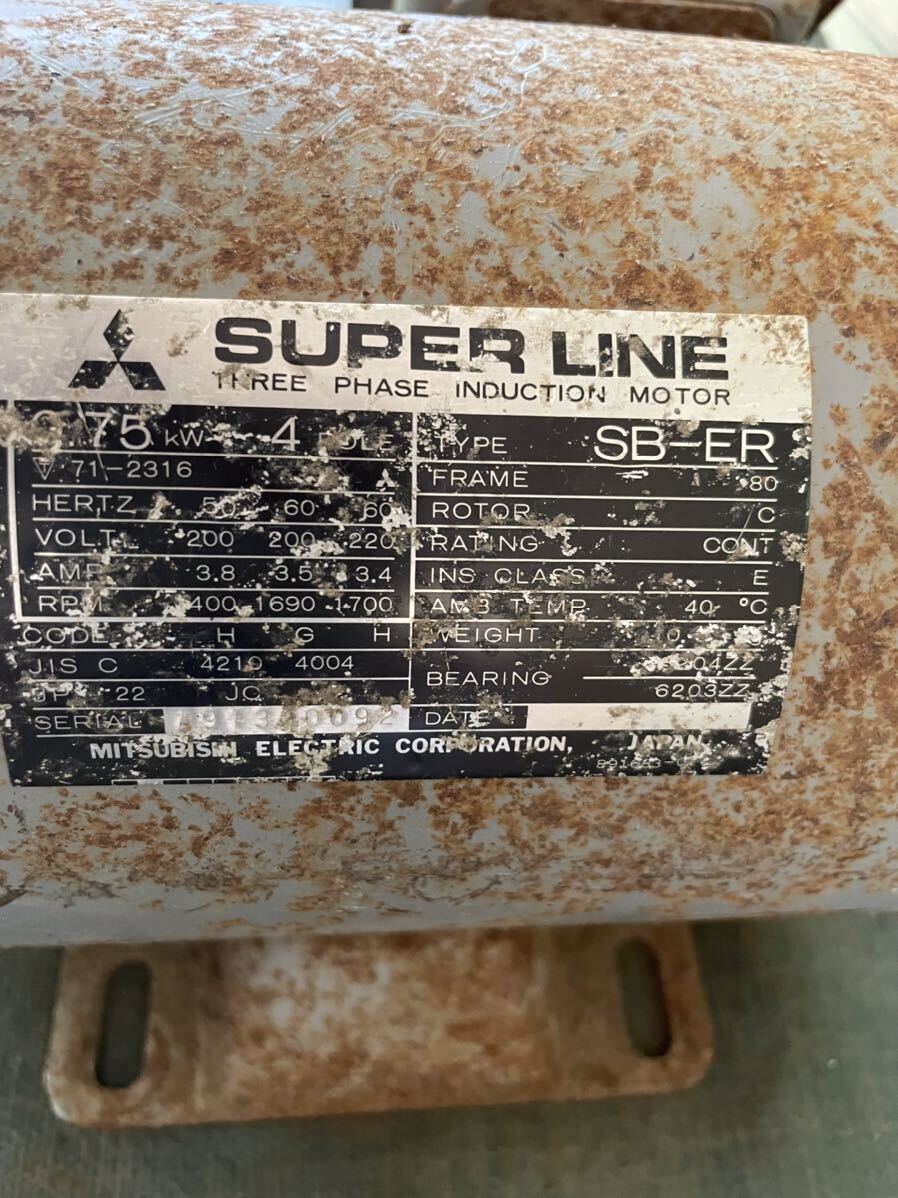 SUPER LINE
THREE PHASE INDUCTION MOTOR
75 kW 4 POLE
71-2316
HERTZ 50 60 60
VOLT 200 200 220
AMP 3.8 3.5 3.4
RPM 1690 1700
CODE H G H
JIS C 4210 4004
22 JC
SERIAL
TYPE SB-ER
FRAME 80
ROTOR C
RATING CONT
INS CLASS E
AMB TEMP 40 °C
WEIGHT
BEARING
6203ZZ
DATE
MITSUBISHI ELECTRIC CORPORATION, JAPAN